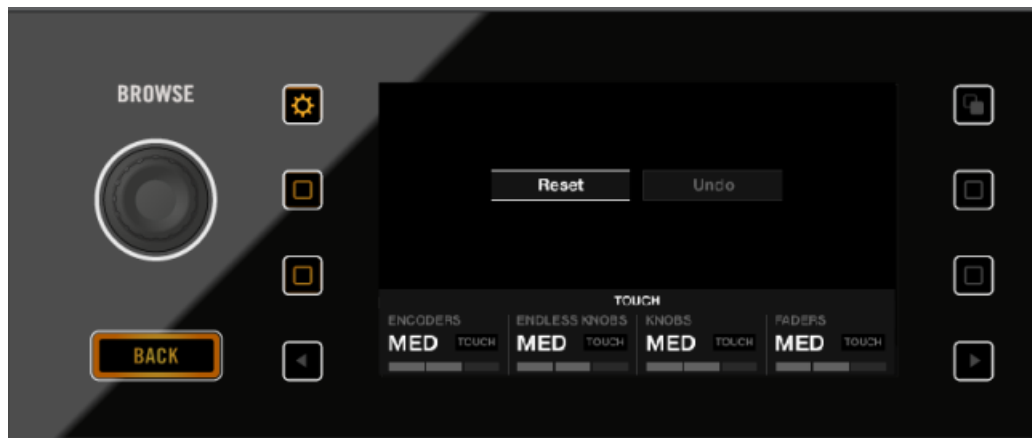 BROWSE
Reset Undo
TOUCH
ENCODERS ENDLESS KNOBS KNOBS FADERS
MED TOUCH MED TOUCH MED TOUCH MED TOUCH
BACK